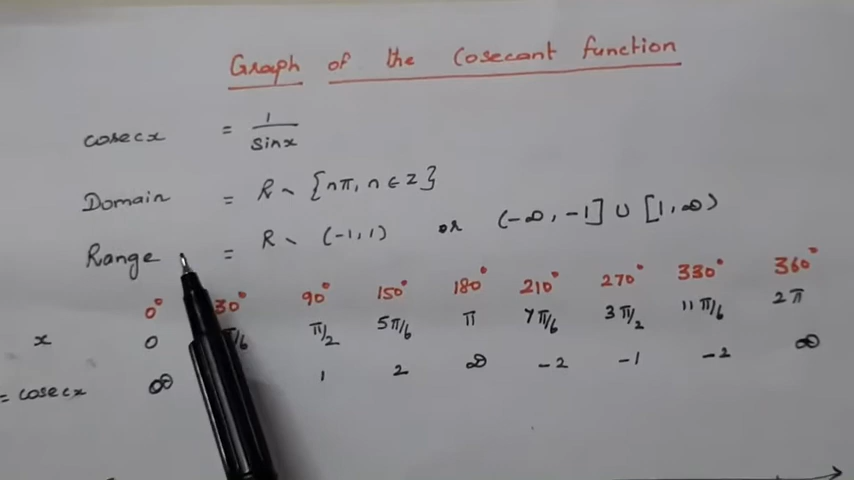 Graph of the Cosecant function
cosecx = 1/sinx
Domain = R ∖ {nπ, n ∈ Z}
Range = R ∖ (-1, 1) or (-∞, -1] ∪ [1, ∞)
0° 30° 90° 150° 180° 210° 270° 330° 360°
x 0 π/6 π/2 5π/6 π 7π/6 3π/2 11π/6 2π
= cosecx ∞ 1 2 ∞ -2 -1 -2 ∞